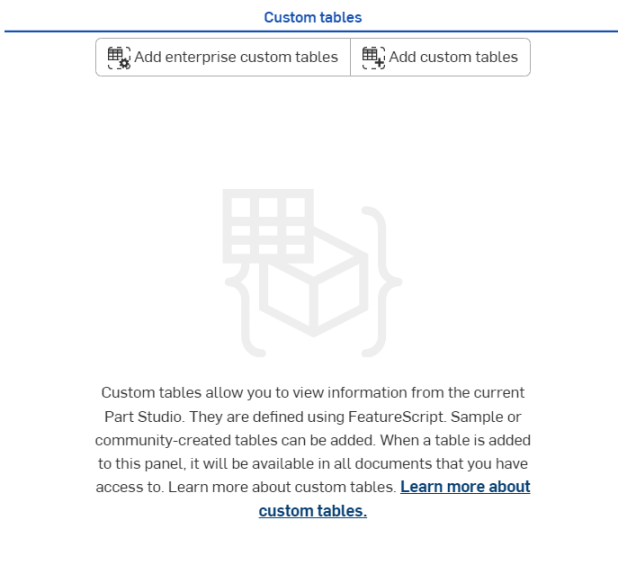 Custom tables
Add enterprise custom tables
Add custom tables
Custom tables allow you to view information from the current
Part Studio. They are defined using FeatureScript. Sample or
community-created tables can be added. When a table is added
to this panel, it will be available in all documents that you have
access to. Learn more about custom tables. Learn more about
custom tables.